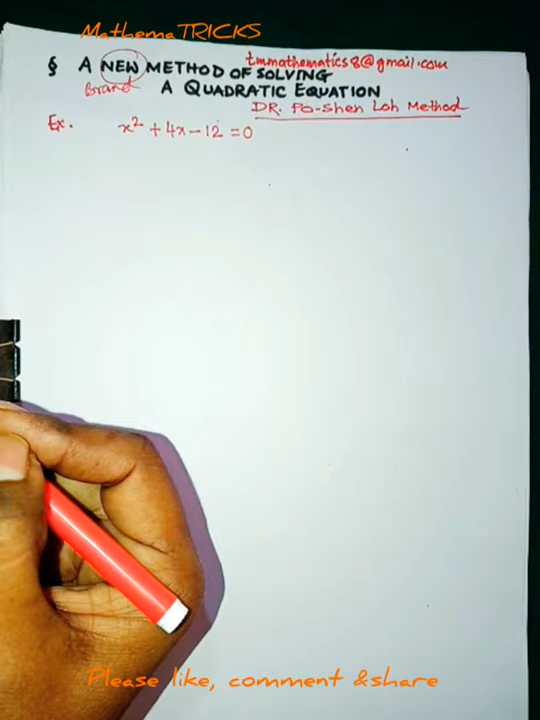 MathemaTRICKS
tmmathematics8@gmail.com
§ A NEW METHOD OF SOLVING
Brand A QUADRATIC EQUATION
DR. Po-Shen Loh Method
Ex. x² + 4x - 12 = 0
Please like, comment &share